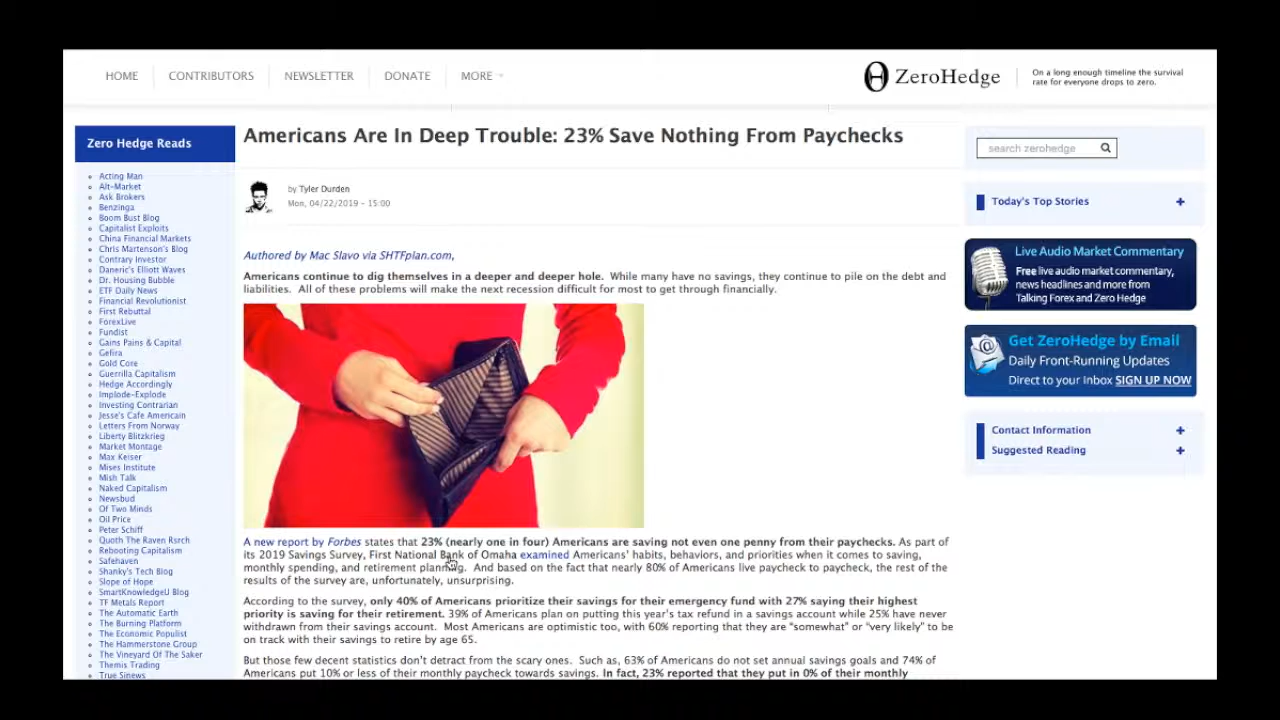 HOME
CONTRIBUTORS
NEWSLETTER
DONATE
MORE
ZeroHedge
On a long enough timeline the survival
rate for everyone drops to zero.
Zero Hedge Reads
Acting Man
Alt-Market
Ask Brokers
Benzinga
Boom Bust Blog
Capitalist Exploits
China Financial Markets
Chris Martenson's Blog
Contrary Investor
Daneric's Elliott Waves
Dr. Housing Bubble
ETF Daily News
Financial Revolutionist
First Rebuttal
ForexLive
Fundist
Gains Pains & Capital
Gefira
Gold Core
Guerrilla Capitalism
Hedge Accordingly
Implode-Explode
Investing Contrarian
Jesse's Cafe Americain
Letters From Norway
Liberty Blitzkrieg
Market Montage
Max Keiser
Mises Institute
Mish Talk
Naked Capitalism
Newsbud
Of Two Minds
Oil Price
Peter Schiff
Quoth The Raven Rsrch
Rebooting Capitalism
Safehaven
Shanky's Tech Blog
Slope of Hope
SmartKnowledgeU Blog
TF Metals Report
The Automatic Earth
The Burning Platform
The Economic Populist
The Hammerstone Group
The Vineyard Of The Saker
Themis Trading
True Sinews
Americans Are In Deep Trouble: 23% Save Nothing From Paychecks
by Tyler Durden
Mon, 04/22/2019 - 15:00
Authored by Mac Slavo via SHTFplan.com,
Americans continue to dig themselves in a deeper and deeper hole. While many have no savings, they continue to pile on the debt and
liabilities. All of these problems will make the next recession difficult for most to get through financially.
A new report by Forbes states that 23% (nearly one in four) Americans are saving not even one penny from their paychecks. As part of
its 2019 Savings Survey, First National Bank of Omaha examined Americans' habits, behaviors, and priorities when it comes to saving,
monthly spending, and retirement planning. And based on the fact that nearly 80% of Americans live paycheck to paycheck, the rest of the
results of the survey are, unfortunately, unsurprising.
According to the survey, only 40% of Americans prioritize their savings for their emergency fund with 27% saying their highest
priority is saving for their retirement. 39% of Americans plan on putting this year's tax refund in a savings account while 25% have never
withdrawn from their savings account. Most Americans are optimistic too, with 60% reporting that they are “somewhat” or “very likely” to be
on track with their savings to retire by age 65.
But those few decent statistics don't detract from the scary ones. Such as, 63% of Americans do not set annual savings goals and 74% of
Americans put 10% or less of their monthly paycheck towards savings. In fact, 23% reported that they put in 0% of their monthly
search zerohedge
Today's Top Stories
Live Audio Market Commentary
Free live audio market commentary,
news headlines and more from
Talking Forex and Zero Hedge
Get ZeroHedge by Email
Daily Front-Running Updates
Direct to your Inbox SIGN UP NOW
Contact Information
Suggested Reading